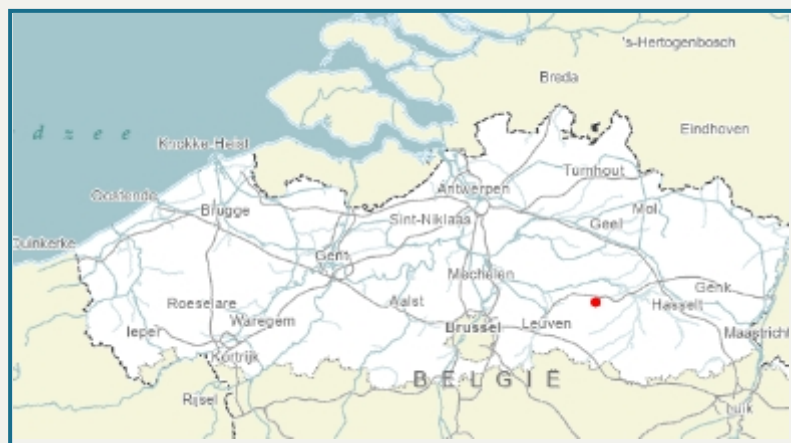 's-Hertogenbosch
Breda
Eindhoven
d z e e
Knokke-Heist
Turnhout
Antwerpen
Oostende
Brugge
Sint-Niklaas
Mol
Geel
Duinkerke
Gent
Mechelen
Genk
Roeselare
Aalst
Hasselt
Waregem
Ieper
Brussel
Leuven
Maastricht
Kortrijk
BELGIË
Rijsel
Luik